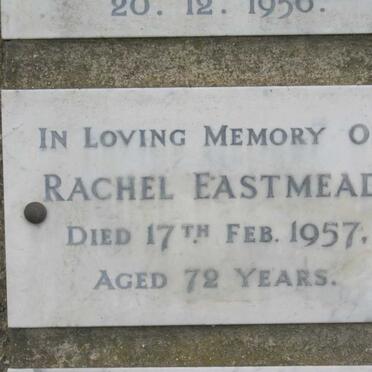 20. 12. 1956.
IN LOVING MEMORY O
RACHEL EASTMEAD
DIED 17TH FEB. 1957,
AGED 72 YEARS.